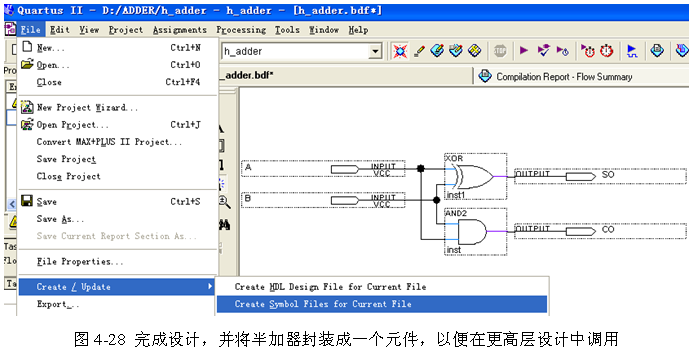 Quartus II - D:/ADDER/h_adder - h_adder - [h_adder.bdf*]
File Edit View Project Assignments Processing Tools Window Help
New... Ctrl+N
Open... Ctrl+O
Close Ctrl+F4
New Project Wizard...
Open Project... Ctrl+J
Convert MAX+PLUS II Project...
Save Project
Close Project
Save Ctrl+S
Save As...
Save Current Report Section As...
File Properties...
Create / Update
Export...
Create HDL Design File for Current File
Create Symbol Files for Current File
h_adder
_adder.bdf*
Compilation Report - Flow Summary
A INPUT
VCC
B INPUT
VCC
XOR
inst1
OUTPUT SO
AND2
inst
OUTPUT CO
图 4-28 完成设计，并将半加器封装成一个元件，以便在更高层设计中调用